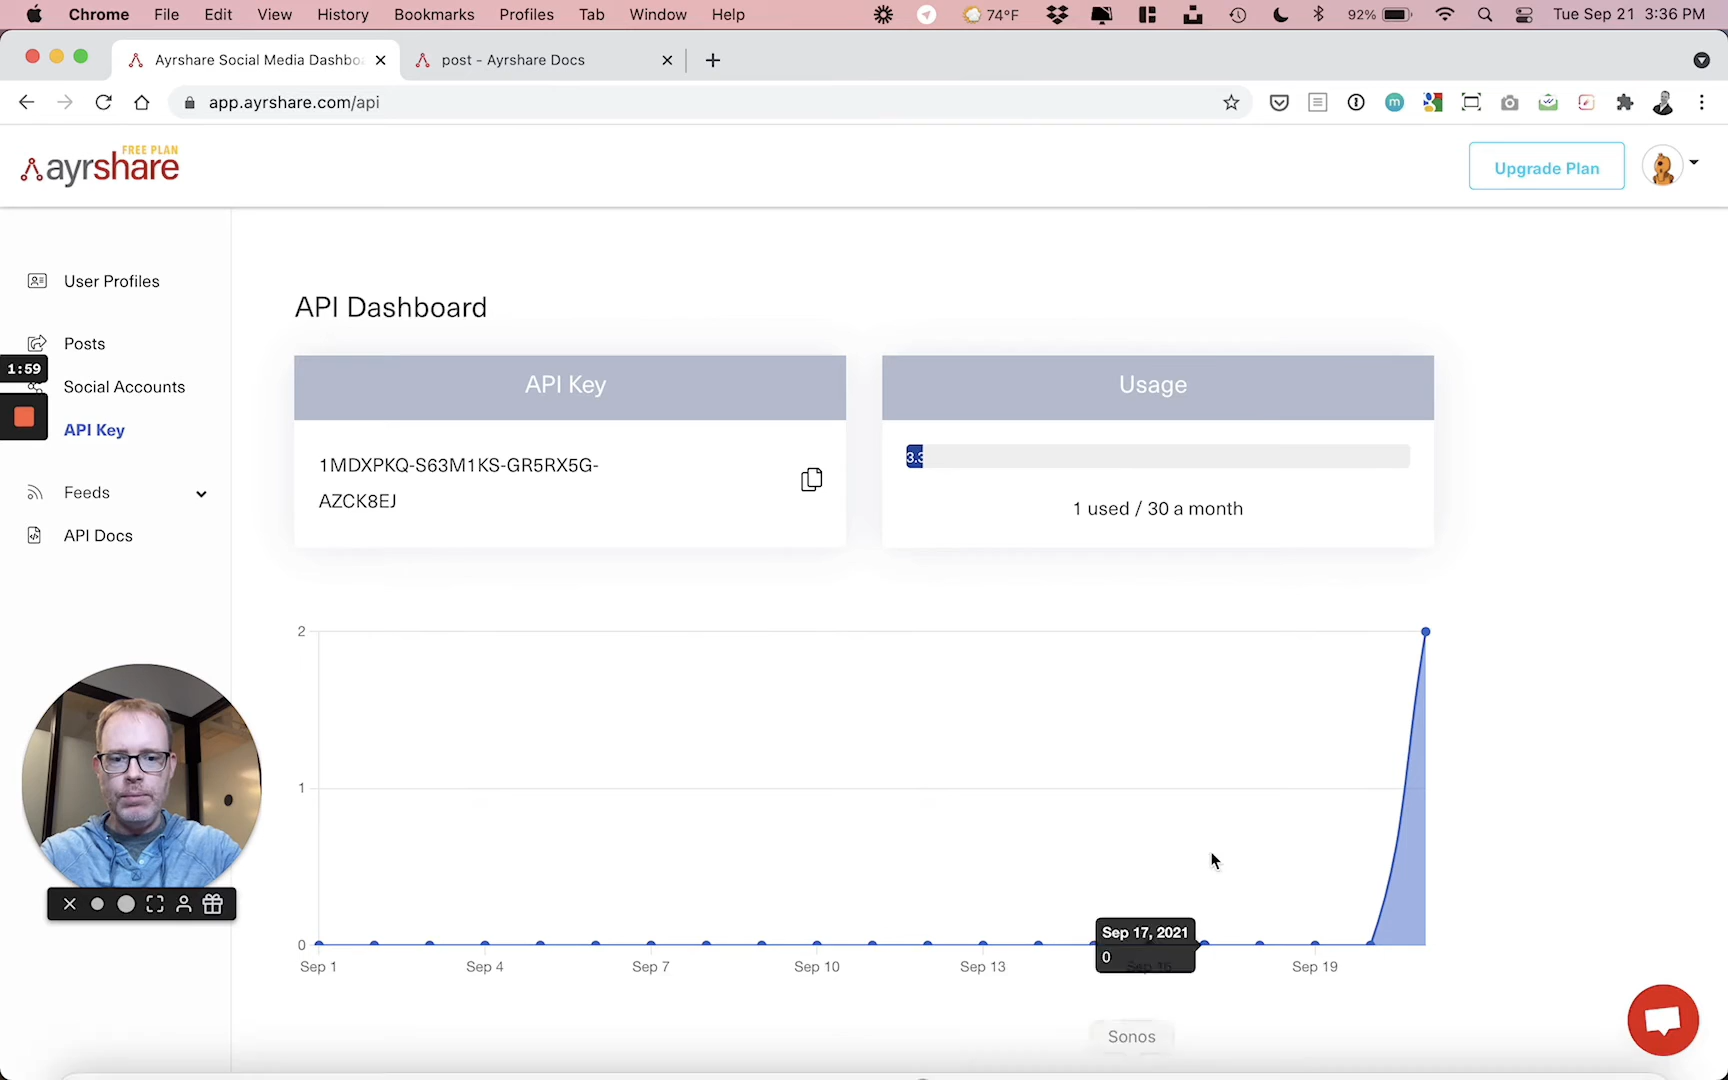 Chrome File Edit View History Bookmarks Profiles Tab Window Help 74°F 92% Tue Sep 21 3:36 PM
Ayrshare Social Media Dashbo post - Ayrshare Docs
app.ayrshare.com/api
FREE PLAN
ayrshare
Upgrade Plan
User Profiles
Posts
1:59
Social Accounts
API Key
Feeds
API Docs
API Dashboard
API Key
1MDXPKQ-S63M1KS-GR5RX5G-
AZCK8EJ
Usage
3.3
1 used / 30 a month
2
1
0
Sep 1 Sep 4 Sep 7 Sep 10 Sep 13 Sep 16 Sep 19
Sep 17, 2021
0
Sonos